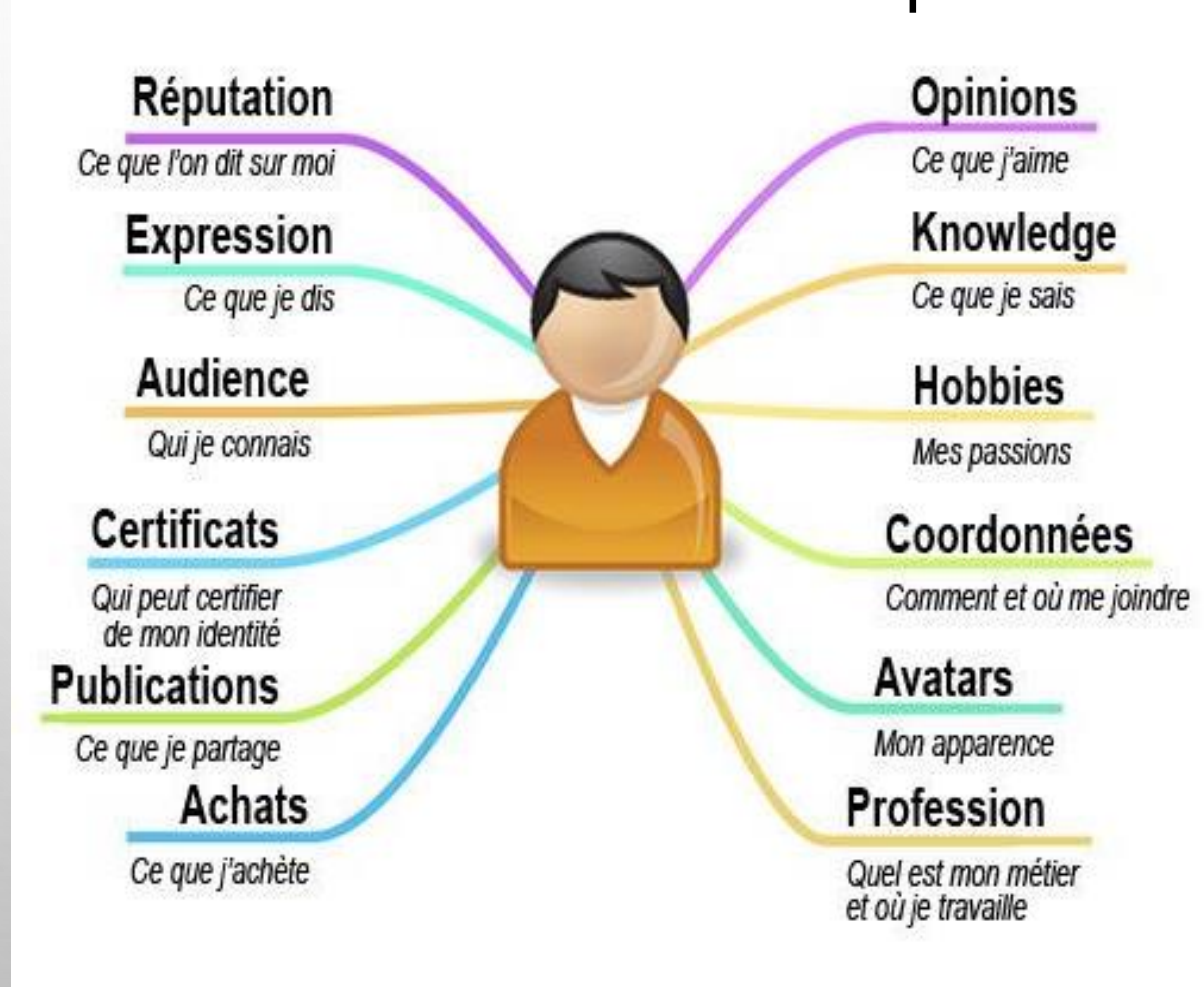 Réputation
Ce que l'on dit sur moi
Expression
Ce que je dis
Audience
Qui je connais
Certificats
Qui peut certifier
de mon identité
Publications
Ce que je partage
Achats
Ce que j'achète
Opinions
Ce que j'aime
Knowledge
Ce que je sais
Hobbies
Mes passions
Coordonnées
Comment et où me joindre
Avatars
Mon apparence
Profession
Quel est mon métier
et où je travaille